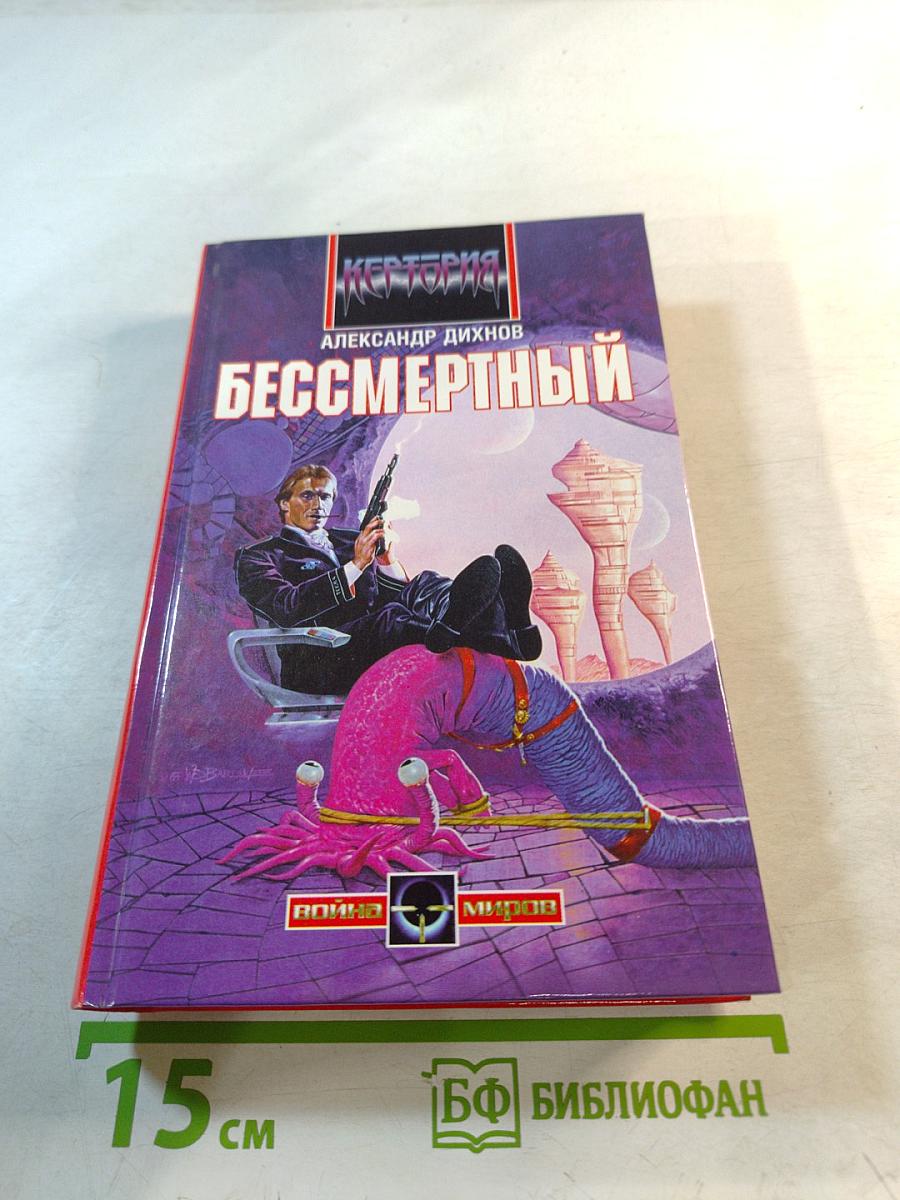 КЕРТОРИЯ
АЛЕКСАНДР ДИХНОВ
БЕССМЕРТНЫЙ
война миров
15 см
БФ БИБЛИОФАН